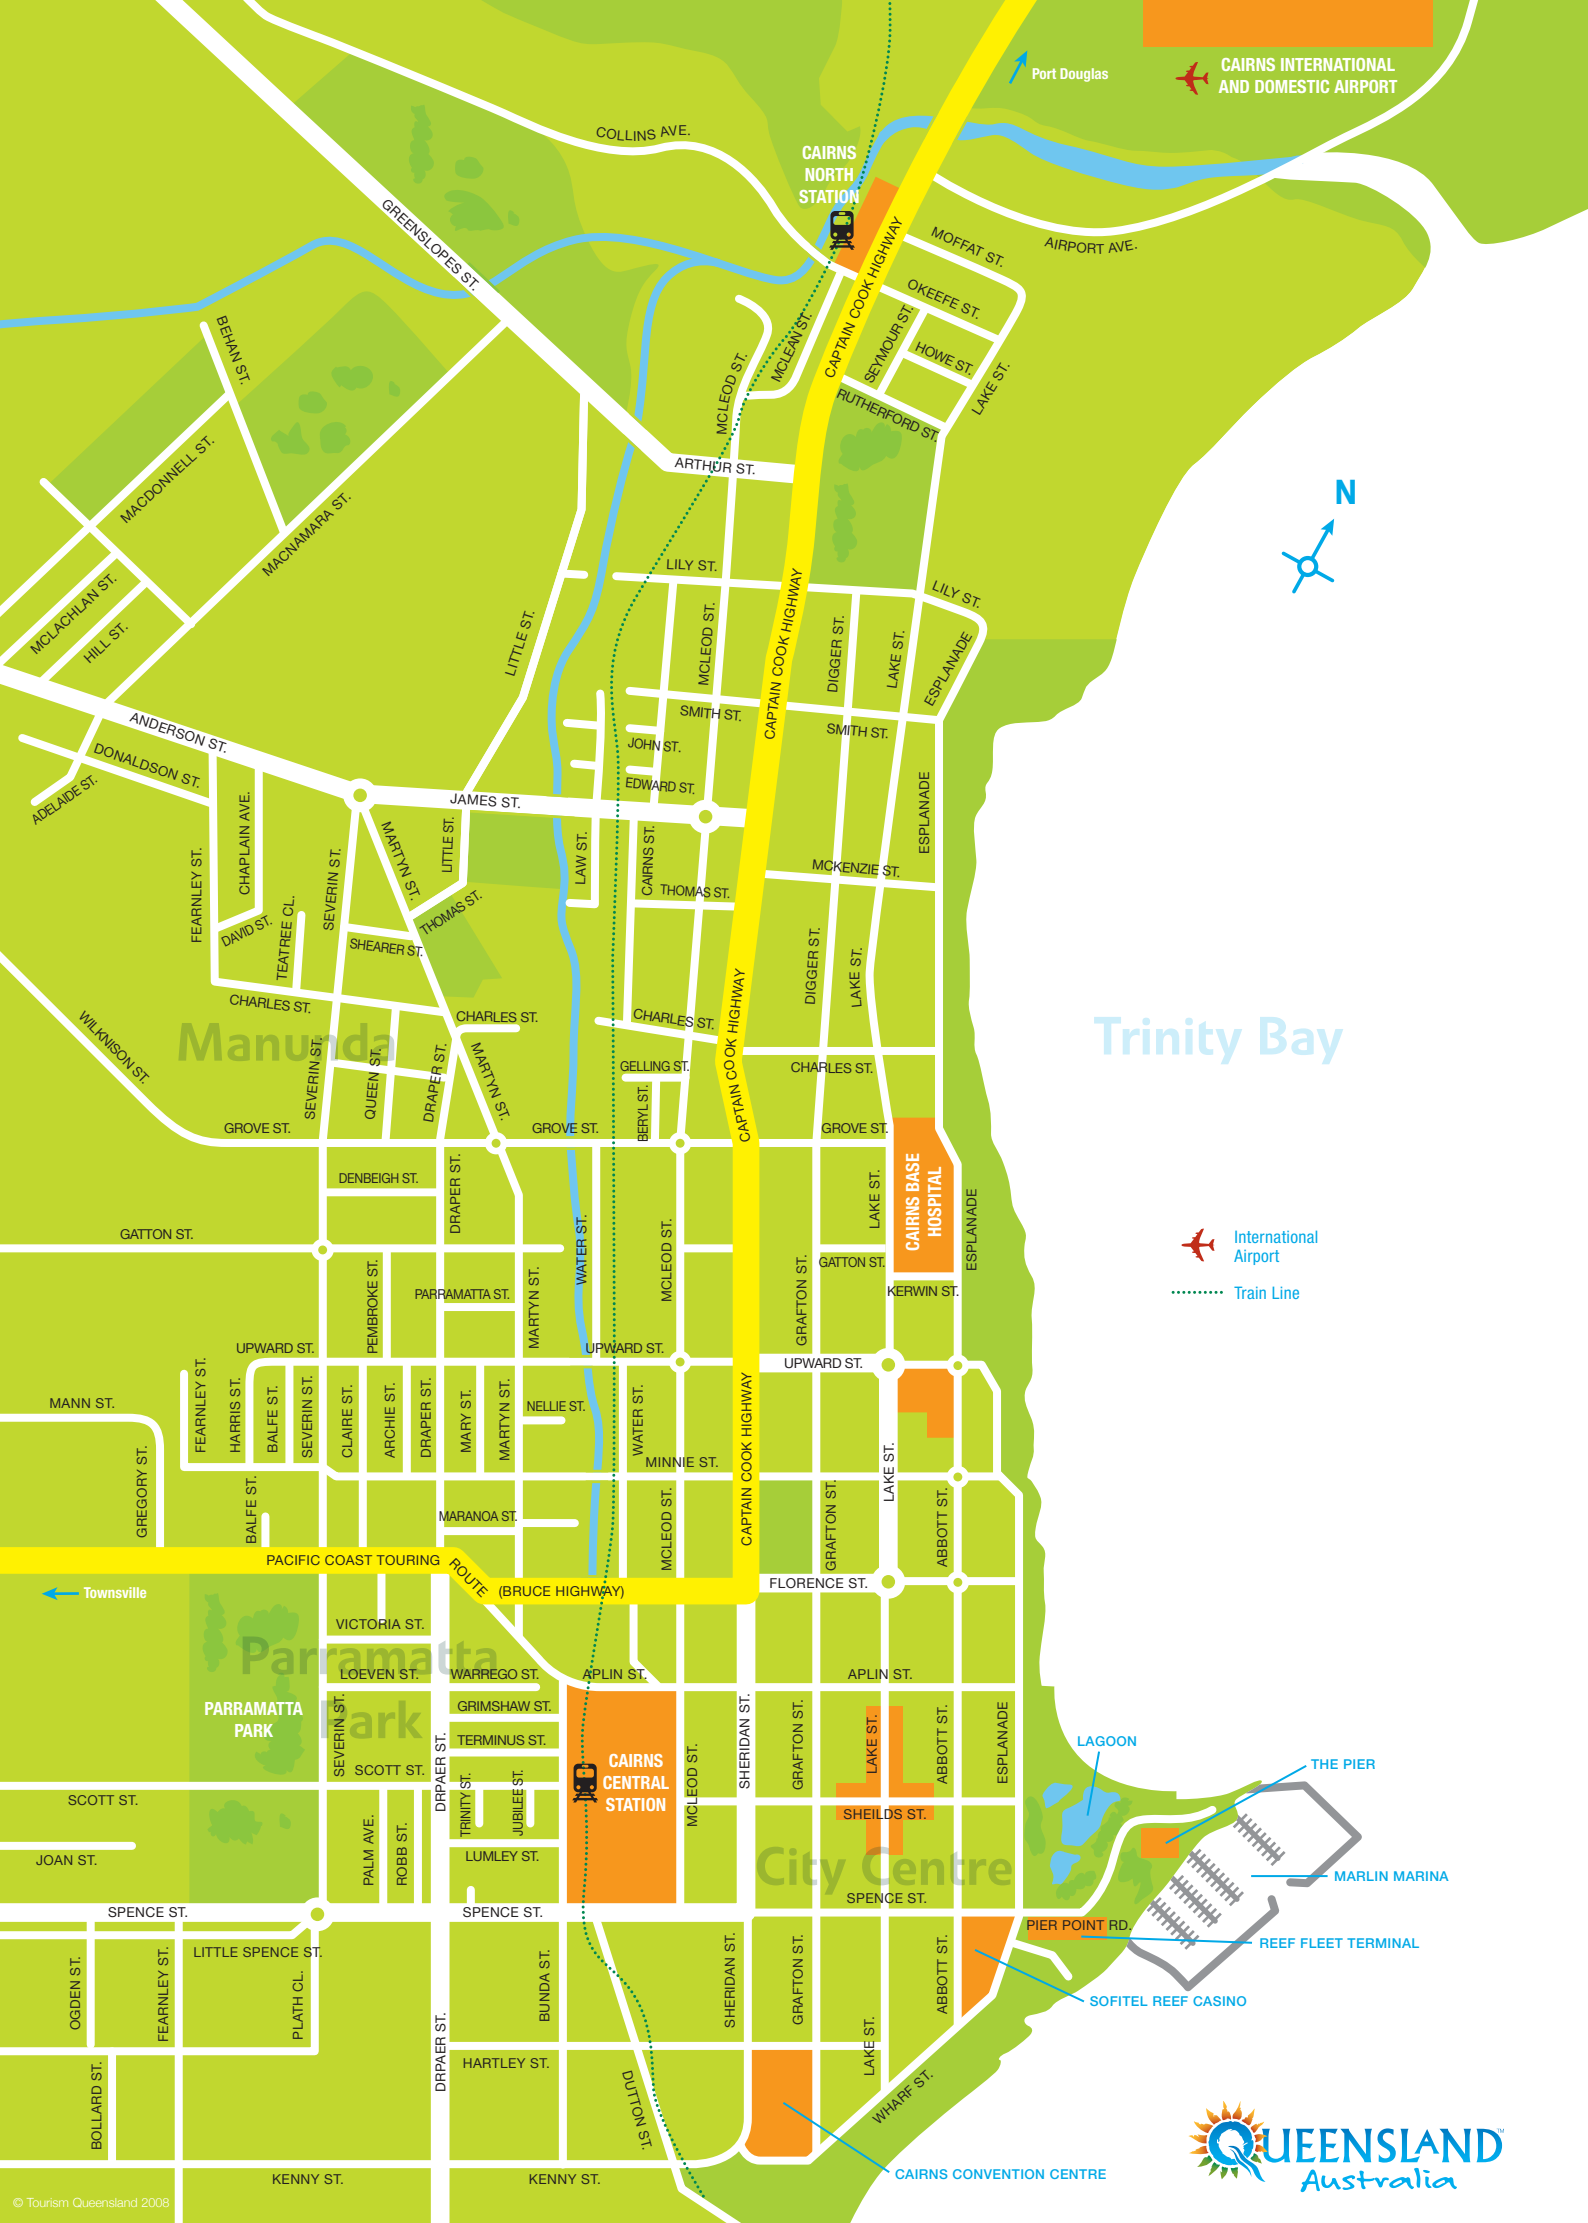 CAIRNS INTERNATIONAL
AND DOMESTIC AIRPORT
Port Douglas
COLLINS AVE.
CAIRNS
NORTH
STATION
GREENSLOPES ST.
AIRPORT AVE.
MOFFAT ST.
OKEEFE ST.
CAPTAIN COOK HIGHWAY
SEYMOUR ST.
HOWE ST.
LAKE ST.
RUTHERFORD ST.
MCLEAN ST.
MCLEOD ST.
BEHAN ST.
MACDONNELL ST.
MACNAMARA ST.
ARTHUR ST.
N
LILY ST.
LILY ST.
MCLACHLAN ST.
HILL ST.
LITTLE ST.
MCLEOD ST.
CAPTAIN COOK HIGHWAY
DIGGER ST.
LAKE ST.
ESPLANADE
SMITH ST.
SMITH ST.
ANDERSON ST.
DONALDSON ST.
ADELAIDE ST.
JOHN ST.
EDWARD ST.
JAMES ST.
ESPLANADE
CHAPLAIN AVE.
FEARNLEY ST.
SEVERIN ST.
MARTYN ST.
LITTLE ST.
LAW ST.
CAIRNS ST.
THOMAS ST.
MCKENZIE ST.
THOMAS ST.
DAVID ST.
TEATREE CL.
SHEARER ST.
DIGGER ST.
LAKE ST.
CAPTAIN COOK HIGHWAY
CHARLES ST.
CHARLES ST.
CHARLES ST.
CHARLES ST.
WILKNISON ST.
Manunda
Trinity Bay
SEVERIN ST.
QUEEN ST.
DRAPER ST.
MARTYN ST.
GELLING ST.
BERYL ST.
GROVE ST.
GROVE ST.
GROVE ST.
DENBEIGH ST.
DRAPER ST.
LAKE ST.
CAIRNS BASE
HOSPITAL
ESPLANADE
GATTON ST.
GATTON ST.
WATER ST.
MCLEOD ST.
GRAFTON ST.
KERWIN ST.
International
Airport
Train Line
PEMBROKE ST.
PARRAMATTA ST.
MARTYN ST.
UPWARD ST.
UPWARD ST.
UPWARD ST.
MANN ST.
FEARNLEY ST.
HARRIS ST.
BALFE ST.
SEVERIN ST.
CLAIRE ST.
ARCHIE ST.
DRAPER ST.
MARY ST.
MARTYN ST.
NELLIE ST.
WATER ST.
CAPTAIN COOK HIGHWAY
LAKE ST.
MINNIE ST.
GREGORY ST.
BALFE ST.
MARANOA ST.
MCLEOD ST.
GRAFTON ST.
ABBOTT ST.
PACIFIC COAST TOURING
ROUTE
(BRUCE HIGHWAY)
FLORENCE ST.
Townsville
VICTORIA ST.
Parramatta
Park
LOEVEN ST.
WARREGO ST.
APLIN ST.
APLIN ST.
PARRAMATTA
PARK
SEVERIN ST.
GRIMSHAW ST.
TERMINUS ST.
SCOTT ST.
SCOTT ST.
DRPAER ST.
TRINITY ST.
JUBILEE ST.
CAIRNS
CENTRAL
STATION
MCLEOD ST.
SHERIDAN ST.
GRAFTON ST.
LAKE ST.
ABBOTT ST.
ESPLANADE
SHEILDS ST.
LAGOON
THE PIER
MARLIN MARINA
JOAN ST.
PALM AVE.
ROBB ST.
LUMLEY ST.
City Centre
SPENCE ST.
SPENCE ST.
SPENCE ST.
PIER POINT RD.
REEF FLEET TERMINAL
SOFITEL REEF CASINO
LITTLE SPENCE ST.
OGDEN ST.
FEARNLEY ST.
PLATH CL.
DRPAER ST.
BUNDA ST.
SHERIDAN ST.
GRAFTON ST.
LAKE ST.
ABBOTT ST.
HARTLEY ST.
BOLLARD ST.
DUTTON ST.
WHARF ST.
KENNY ST.
KENNY ST.
CAIRNS CONVENTION CENTRE
QUEENSLAND
Australia
© Tourism Queensland 2008